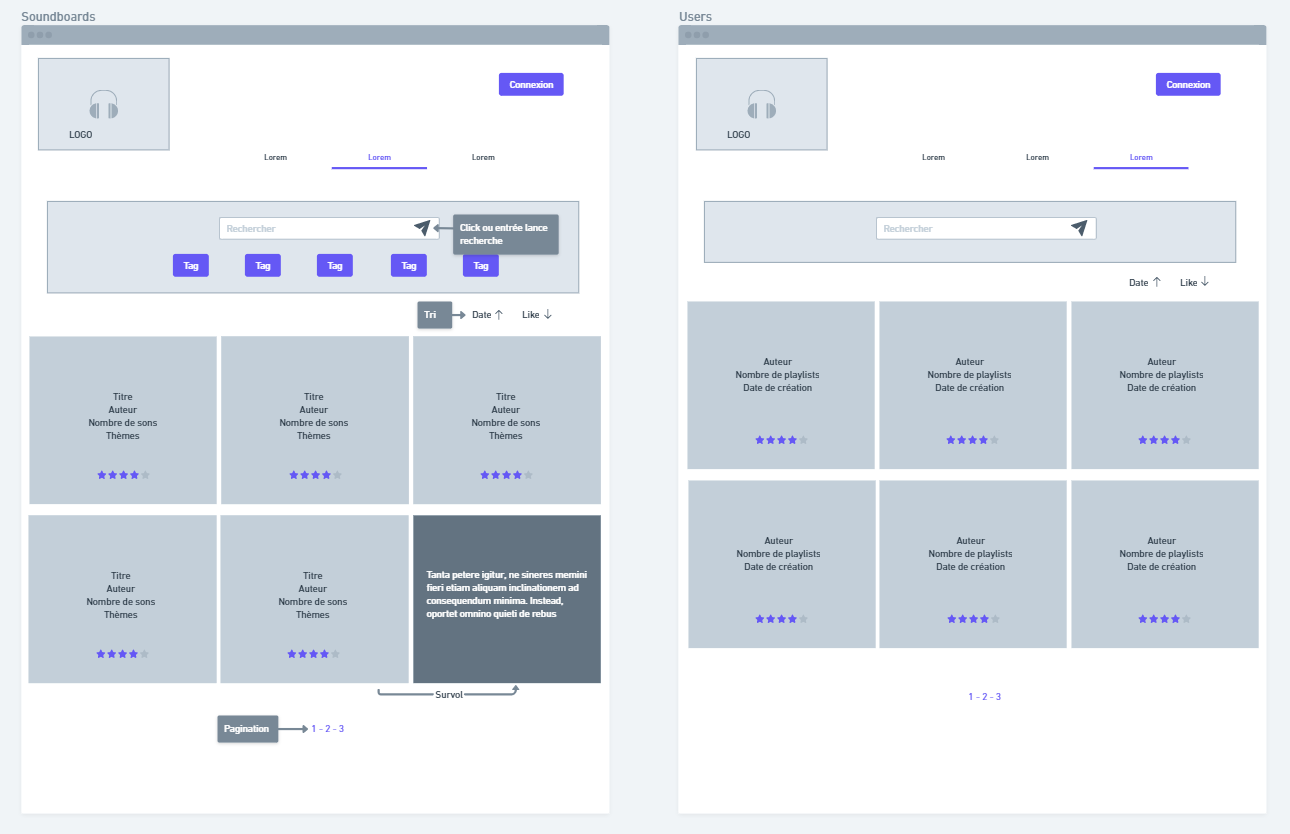 Soundboards
Connexion
LOGO
Lorem
Lorem
Lorem
Rechercher
Click ou entrée lance
recherche
Tag
Tag
Tag
Tag
Tag
Tri
Date
Like
Titre
Auteur
Nombre de sons
Thèmes
Titre
Auteur
Nombre de sons
Thèmes
Titre
Auteur
Nombre de sons
Thèmes
Titre
Auteur
Nombre de sons
Thèmes
Titre
Auteur
Nombre de sons
Thèmes
Tanta petere igitur, ne sineres memini
fieri etiam aliquam inclinationem ad
consequendum minima. Instead,
oportet omnino quieti de rebus
Survol
Pagination
1 - 2 - 3
Users
Connexion
LOGO
Lorem
Lorem
Lorem
Rechercher
Date
Like
Auteur
Nombre de playlists
Date de création
Auteur
Nombre de playlists
Date de création
Auteur
Nombre de playlists
Date de création
Auteur
Nombre de playlists
Date de création
Auteur
Nombre de playlists
Date de création
Auteur
Nombre de playlists
Date de création
1 - 2 - 3